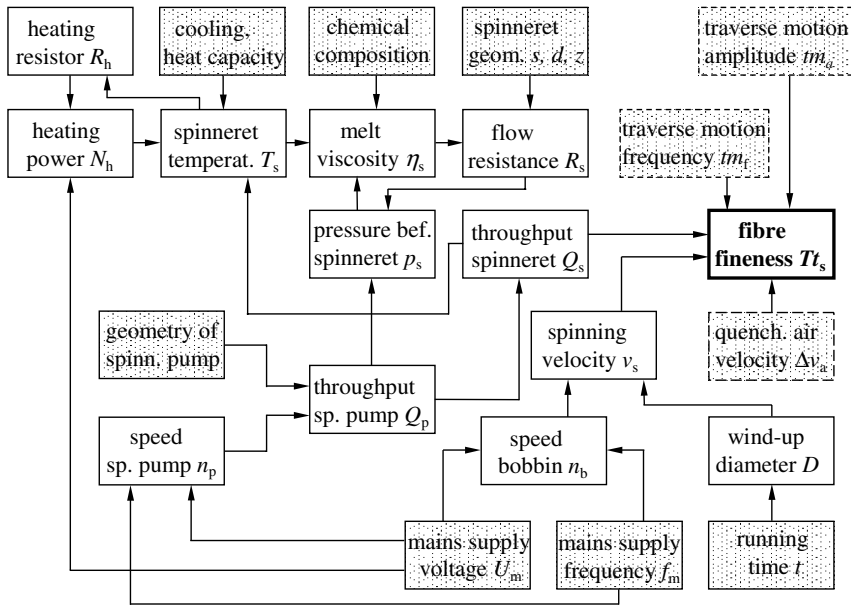 heating
resistor Rh
cooling,
heat capacity
chemical
composition
spinneret
geom. s, d, z
traverse motion
amplitude tma
heating
power Nh
spinneret
temperat. Ts
melt
viscosity ηs
flow
resistance Rs
traverse motion
frequency tmf
pressure bef.
spinneret ps
throughput
spinneret Qs
fibre
fineness Tts
geometry of
spinn. pump
spinning
velocity vs
quench. air
velocity Δva
throughput
sp. pump Qp
speed
sp. pump np
speed
bobbin nb
wind-up
diameter D
mains supply
voltage Um
mains supply
frequency fm
running
time t